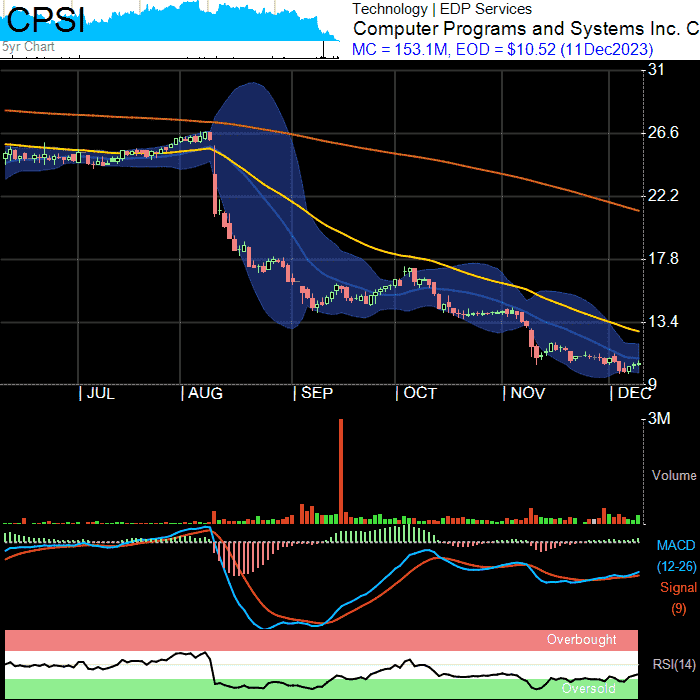 CPSI
5yr Chart
Technology | EDP Services
Computer Programs and Systems Inc. C
MC = 153.1M, EOD = $10.52 (11Dec2023)
31
26.6
22.2
17.8
13.4
9
JUL
AUG
SEP
OCT
NOV
DEC
3M
Volume
MACD
(12-26)
Signal
(9)
Overbought
RSI(14)
Oversold